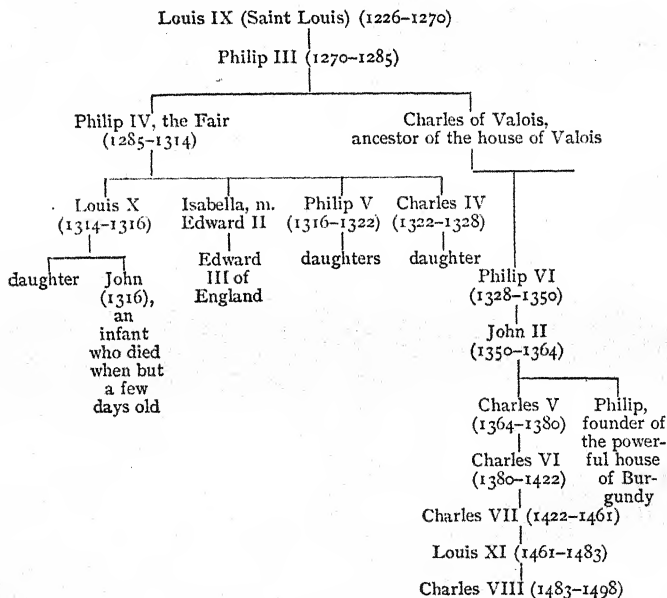 Louis IX (Saint Louis) (1226–1270)
Philip III (1270–1285)
Philip IV, the Fair
(1285–1314)
Charles of Valois,
ancestor of the house of Valois
Louis X
(1314–1316)
Isabella, m.
Edward II
Philip V
(1316–1322)
Charles IV
(1322–1328)
daughter
John
(1316),
an
infant
who died
when but
a few
days old
Edward
III of
England
daughters
daughter
Philip VI
(1328–1350)
John II
(1350–1364)
Charles V
(1364–1380)
Philip,
founder of
the power-
ful house
of Bur-
gundy
Charles VI
(1380–1422)
Charles VII (1422–1461)
Louis XI (1461–1483)
Charles VIII (1483–1498)